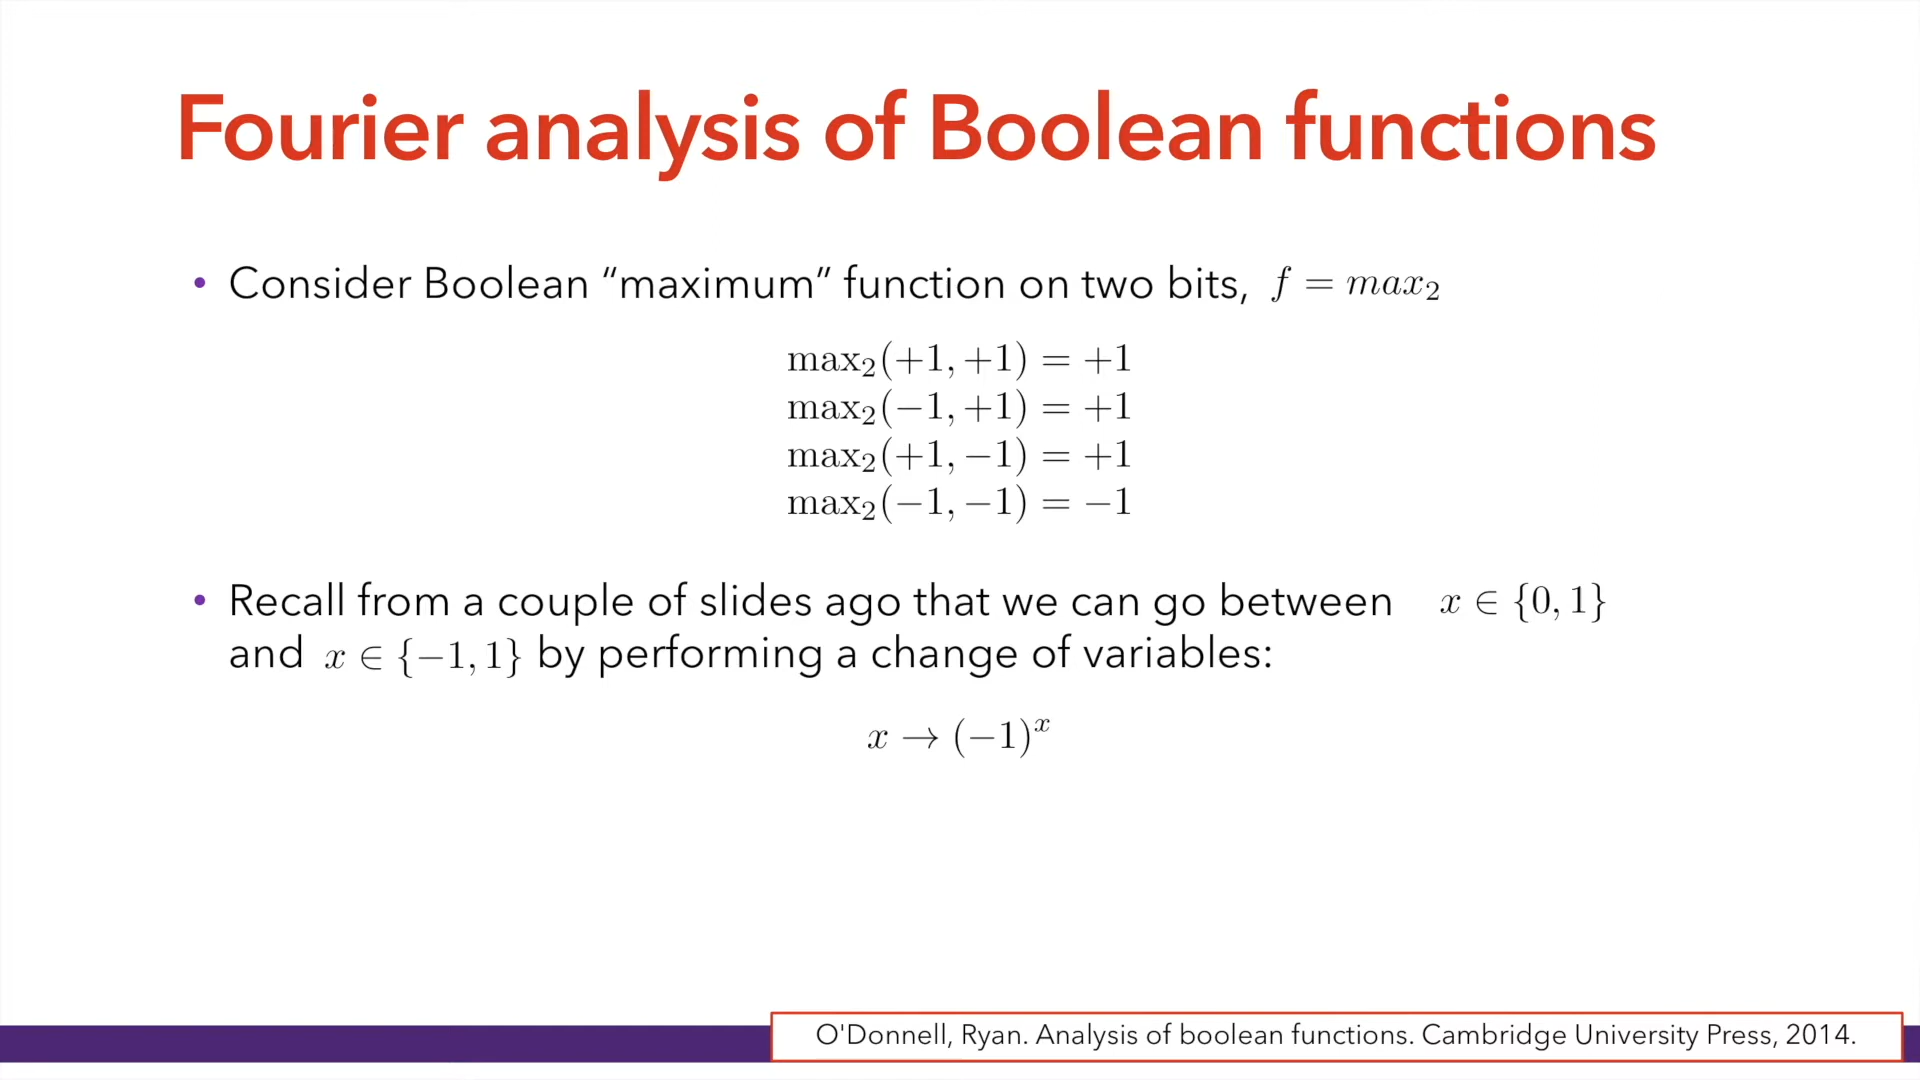 Fourier analysis of Boolean functions
• Consider Boolean “maximum” function on two bits, f = max₂
max₂(+1, +1) = +1
max₂(−1, +1) = +1
max₂(+1, −1) = +1
max₂(−1, −1) = −1
• Recall from a couple of slides ago that we can go between x ∈ {0, 1}
and x ∈ {−1, 1} by performing a change of variables:
x → (−1)ˣ
O'Donnell, Ryan. Analysis of boolean functions. Cambridge University Press, 2014.